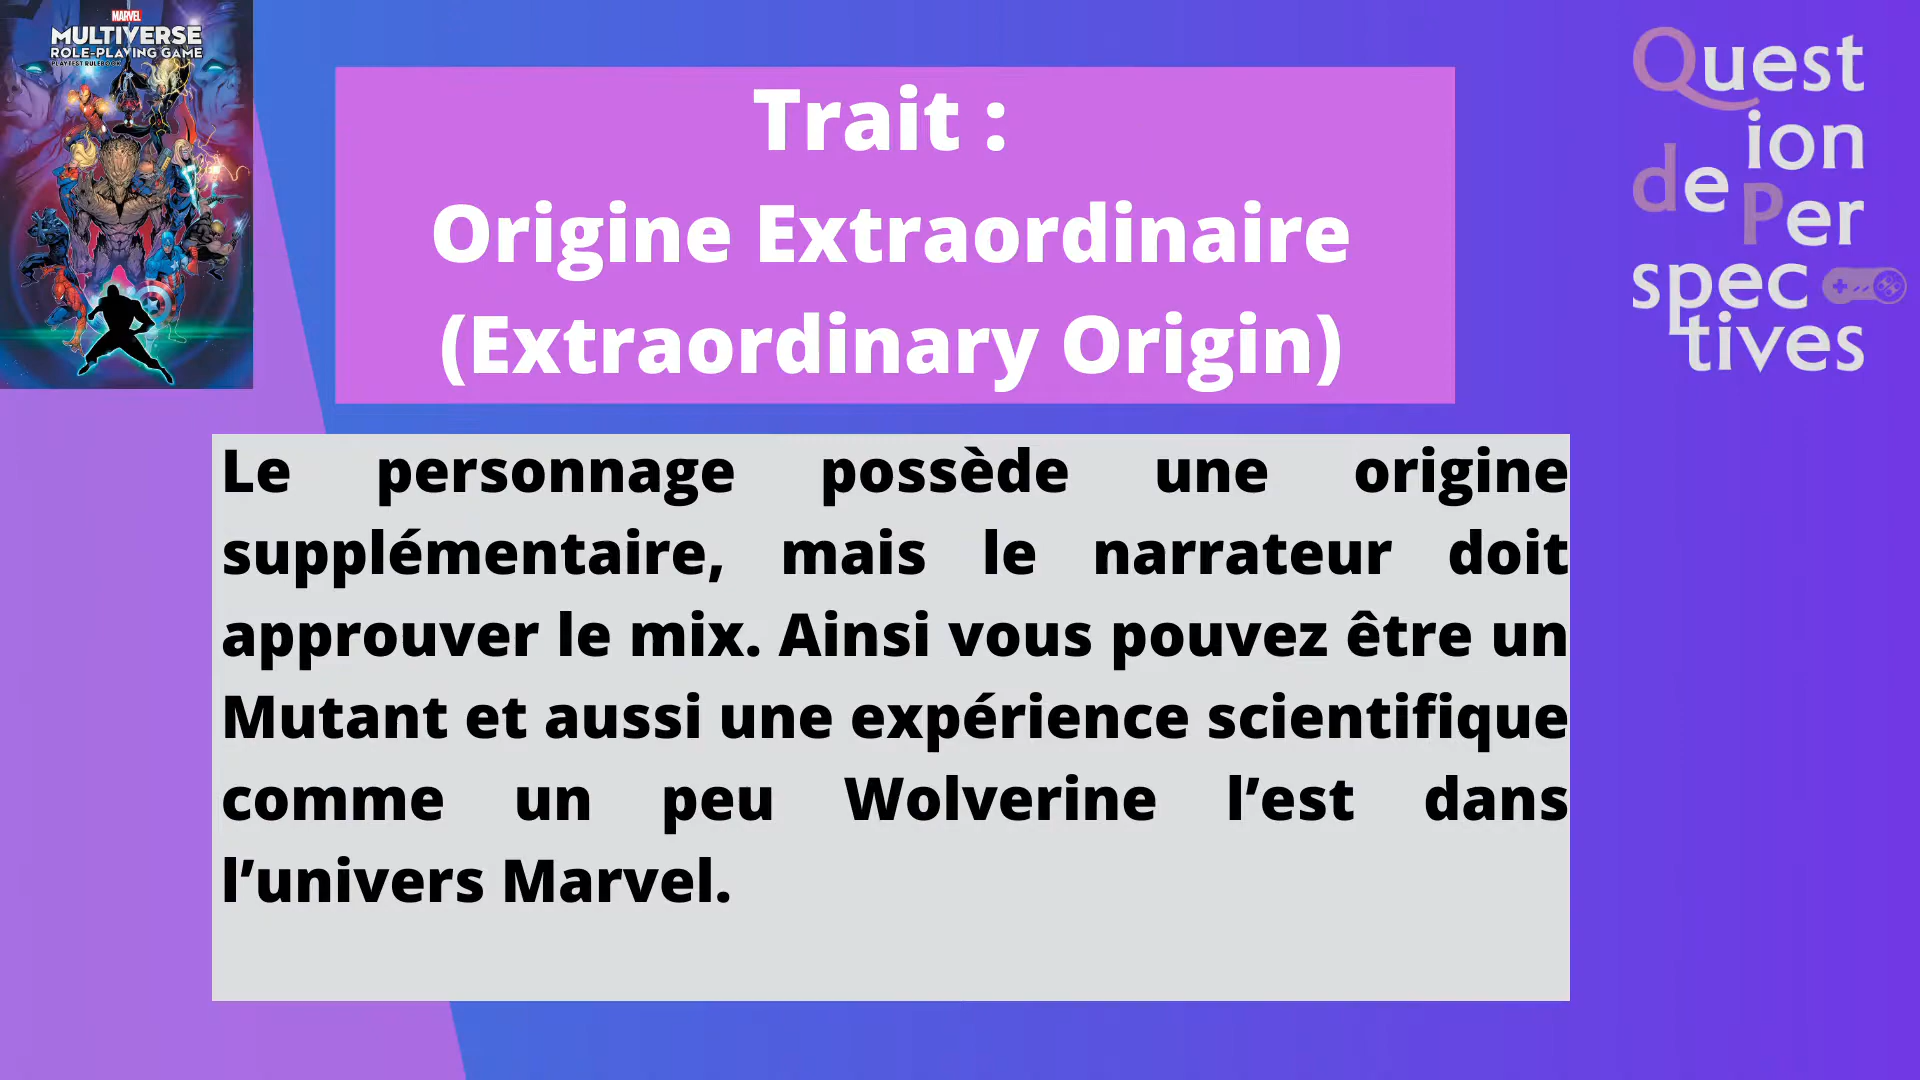 MARVEL
MULTIVERSE
ROLE-PLAYING GAME
PLAYTEST RULEBOOK
Trait :
Origine Extraordinaire
(Extraordinary Origin)
Quest
ion
de Per
spec
tives
Le personnage possède une origine
supplémentaire, mais le narrateur doit
approuver le mix. Ainsi vous pouvez être un
Mutant et aussi une expérience scientifique
comme un peu Wolverine l’est dans
l’univers Marvel.